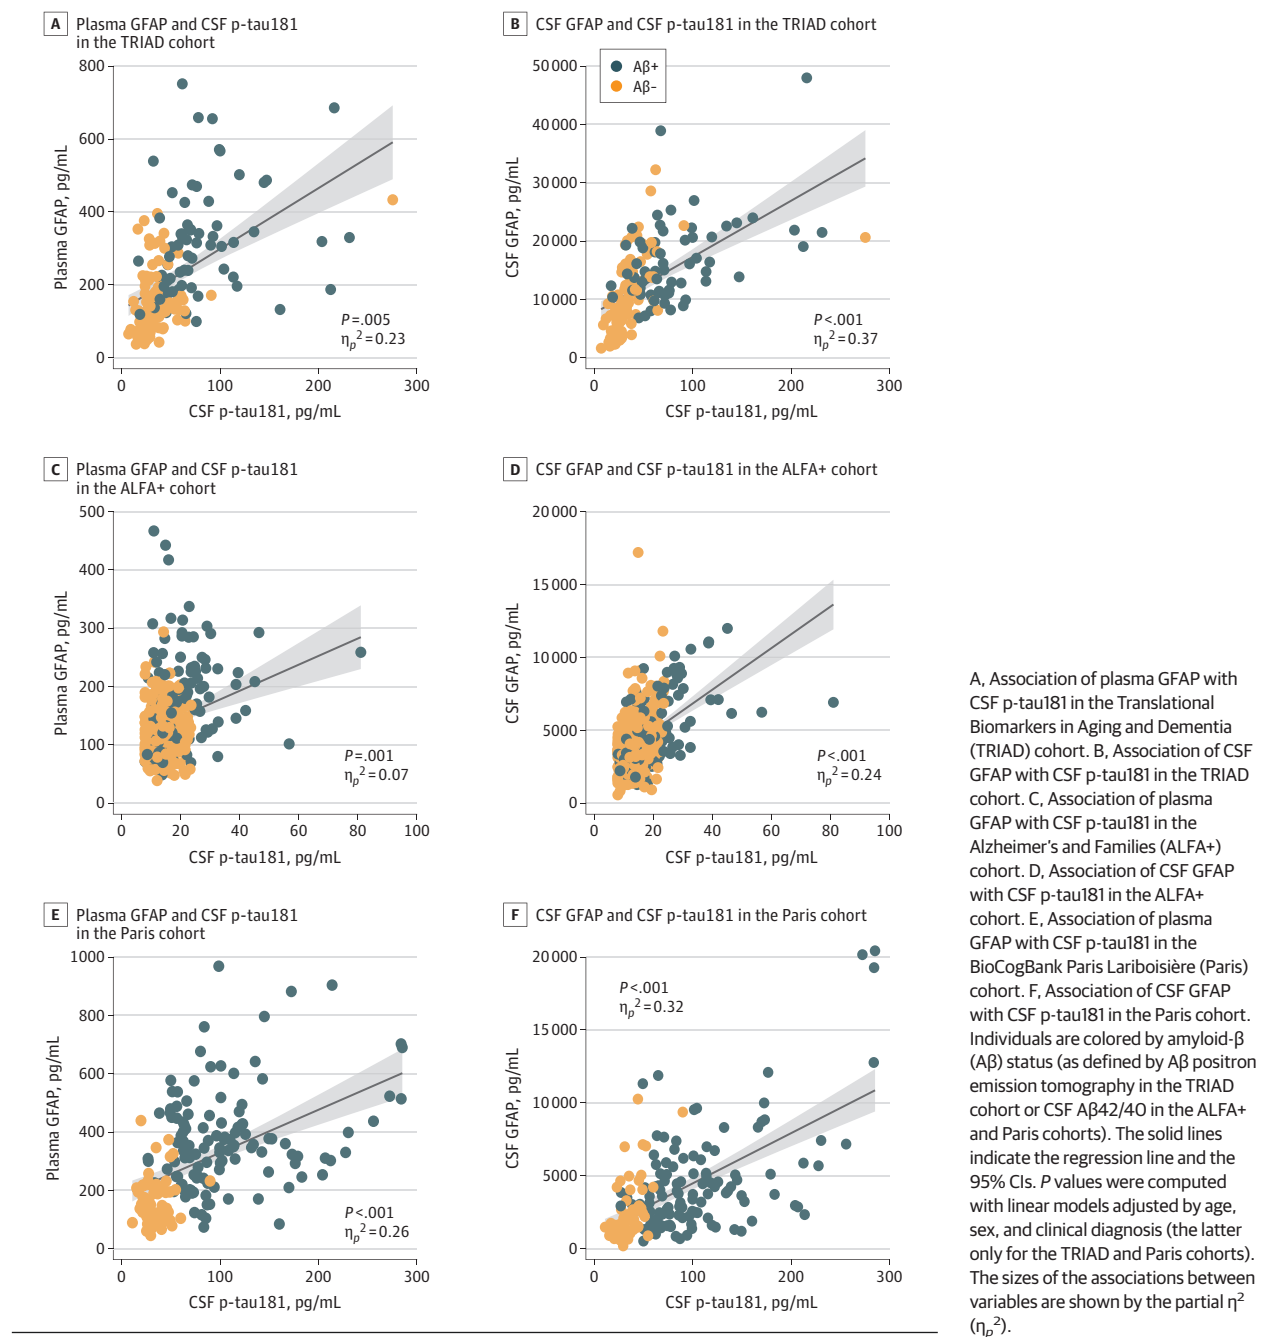 A Plasma GFAP and CSF p-tau181
in the TRIAD cohort
800
600
400
200
0
Plasma GFAP, pg/mL
P=.005
ηp²=0.23
0 100 200 300
CSF p-tau181, pg/mL
B CSF GFAP and CSF p-tau181 in the TRIAD cohort
Aβ+
Aβ-
50000
40000
30000
20000
10000
0
CSF GFAP, pg/mL
P<.001
ηp²=0.37
0 100 200 300
CSF p-tau181, pg/mL
C Plasma GFAP and CSF p-tau181
in the ALFA+ cohort
500
400
300
200
100
0
Plasma GFAP, pg/mL
P=.001
ηp²=0.07
0 20 40 60 80 100
CSF p-tau181, pg/mL
D CSF GFAP and CSF p-tau181 in the ALFA+ cohort
20000
15000
10000
5000
0
CSF GFAP, pg/mL
P<.001
ηp²=0.24
0 20 40 60 80 100
CSF p-tau181, pg/mL
E Plasma GFAP and CSF p-tau181
in the Paris cohort
1000
800
600
400
200
0
Plasma GFAP, pg/mL
P<.001
ηp²=0.26
0 100 200 300
CSF p-tau181, pg/mL
F CSF GFAP and CSF p-tau181 in the Paris cohort
20000
15000
10000
5000
0
CSF GFAP, pg/mL
P<.001
ηp²=0.32
0 100 200 300
CSF p-tau181, pg/mL
A, Association of plasma GFAP with
CSF p-tau181 in the Translational
Biomarkers in Aging and Dementia
(TRIAD) cohort. B, Association of CSF
GFAP with CSF p-tau181 in the TRIAD
cohort. C, Association of plasma
GFAP with CSF p-tau181 in the
Alzheimer's and Families (ALFA+)
cohort. D, Association of CSF GFAP
with CSF p-tau181 in the ALFA+
cohort. E, Association of plasma
GFAP with CSF p-tau181 in the
BioCogBank Paris Lariboisière (Paris)
cohort. F, Association of CSF GFAP
with CSF p-tau181 in the Paris cohort.
Individuals are colored by amyloid-β
(Aβ) status (as defined by Aβ positron
emission tomography in the TRIAD
cohort or CSF Aβ42/40 in the ALFA+
and Paris cohorts). The solid lines
indicate the regression line and the
95% CIs. P values were computed
with linear models adjusted by age,
sex, and clinical diagnosis (the latter
only for the TRIAD and Paris cohorts).
The sizes of the associations between
variables are shown by the partial η²
(ηp²).